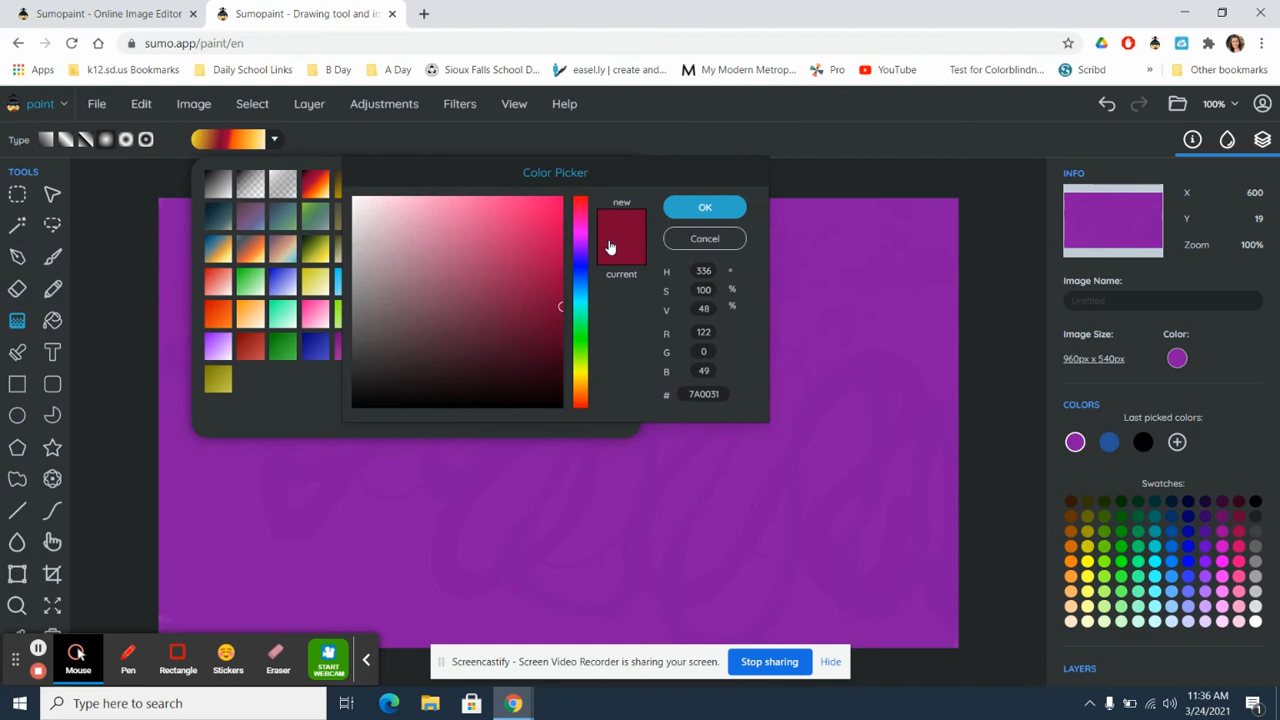 Sumopaint - Online Image Editor
Sumopaint - Drawing tool and in
sumo.app/paint/en
Apps
k12.sd.us Bookmarks
Daily School Links
B Day
A Day
Sioux Falls School D...
easel.ly | create and...
My Modern Metrop...
Pro
YouTube
Test for Colorblindn...
Scribd
»
Other bookmarks
paint
File
Edit
Image
Select
Layer
Adjustments
Filters
View
Help
100%
Type
TOOLS
Color Picker
new
current
OK
Cancel
H 336 °
S 100 %
V 48 %
R 122
G 0
B 49
# 7A0031
INFO
X 600
Y 19
Zoom 100%
Image Name:
Untitled
Image Size:
Color:
960px x 540px
COLORS
Last picked colors:
Swatches:
LAYERS
Mouse
Pen
Rectangle
Stickers
Eraser
START
WEBCAM
Screencastify - Screen Video Recorder is sharing your screen.
Stop sharing
Hide
Type here to search
11:36 AM
3/24/2021
1